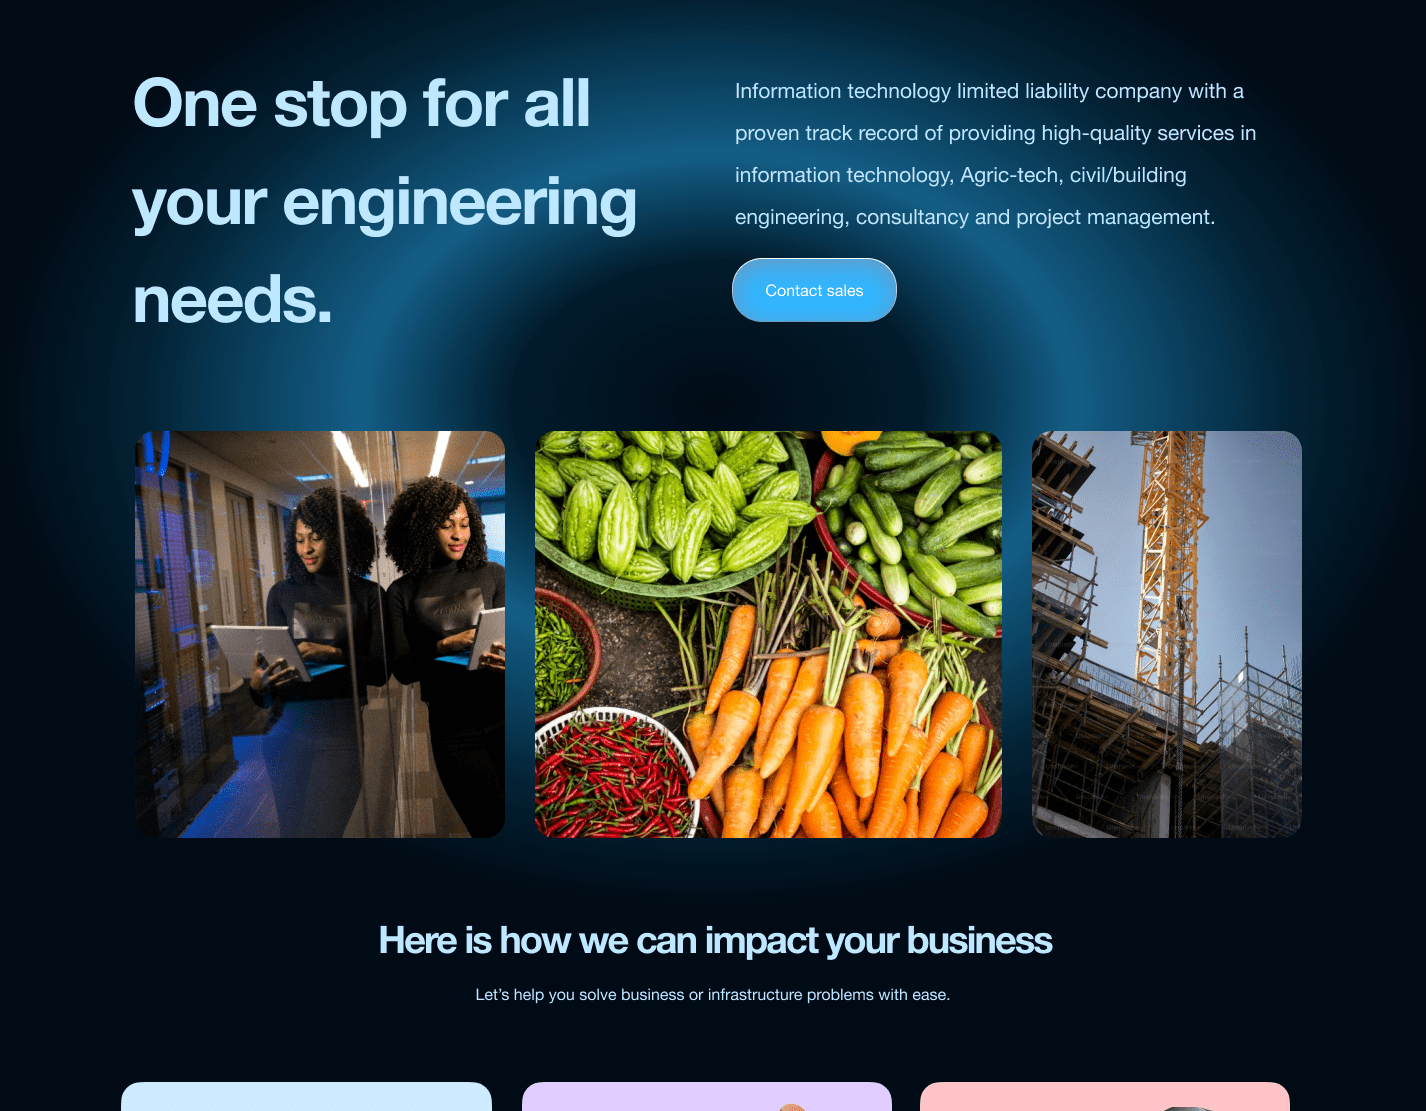 One stop for all
your engineering
needs.
Information technology limited liability company with a
proven track record of providing high-quality services in
information technology, Agric-tech, civil/building
engineering, consultancy and project management.
Contact sales
Here is how we can impact your business
Let’s help you solve business or infrastructure problems with ease.